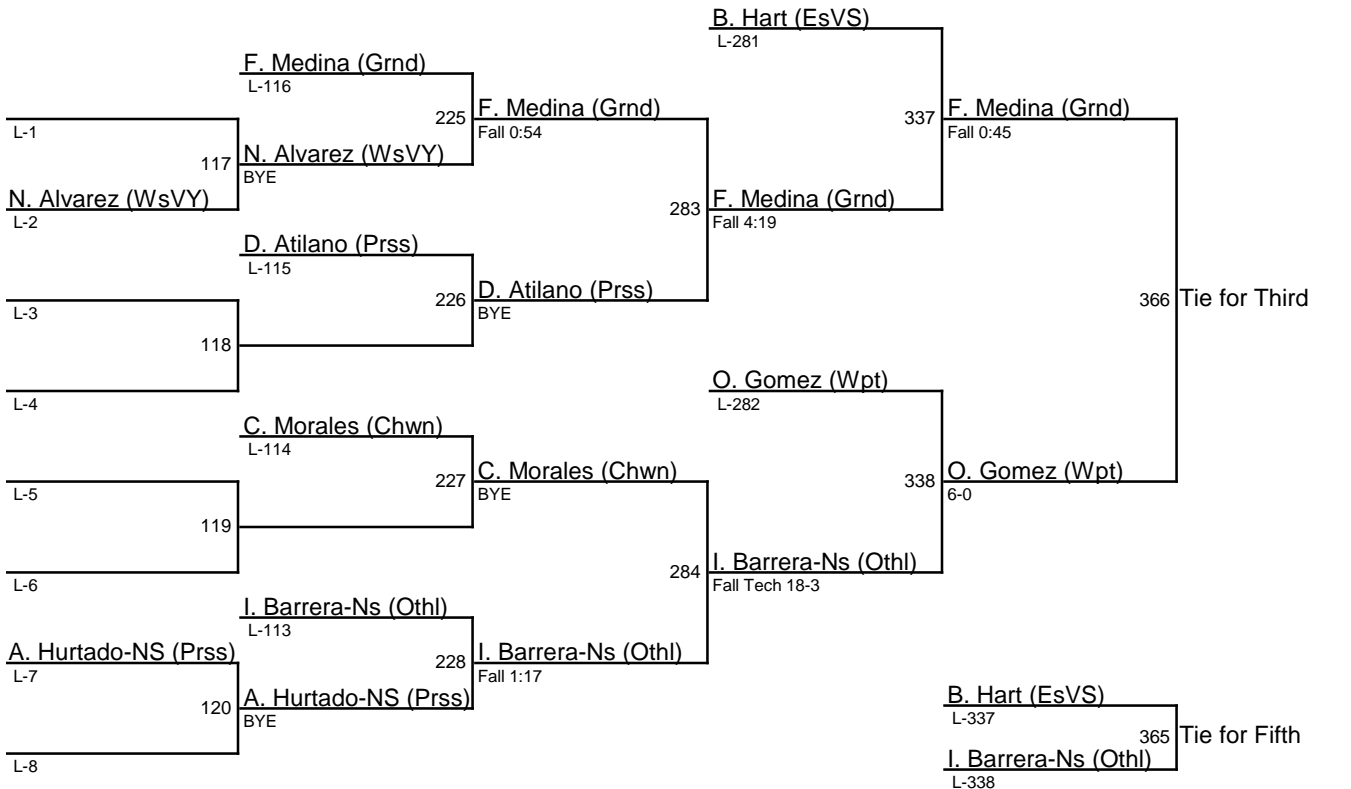 B. Hart (EsVS)
L-281
F. Medina (Grnd)
L-116
225 F. Medina (Grnd)
Fall 0:54
337 F. Medina (Grnd)
Fall 0:45
L-1
117 N. Alvarez (WsVY)
BYE
N. Alvarez (WsVY)
L-2
283 F. Medina (Grnd)
Fall 4:19
D. Atilano (Prss)
L-115
L-3
226 D. Atilano (Prss)
BYE
366 Tie for Third
118
L-4
O. Gomez (Wpt)
L-282
C. Morales (Chwn)
L-114
L-5
227 C. Morales (Chwn)
BYE
338 O. Gomez (Wpt)
6-0
119
L-6
284 I. Barrera-Ns (Othl)
Fall Tech 18-3
I. Barrera-Ns (Othl)
L-113
A. Hurtado-NS (Prss)
L-7
228 I. Barrera-Ns (Othl)
Fall 1:17
120 A. Hurtado-NS (Prss)
BYE
L-8
B. Hart (EsVS)
L-337
365 Tie for Fifth
I. Barrera-Ns (Othl)
L-338